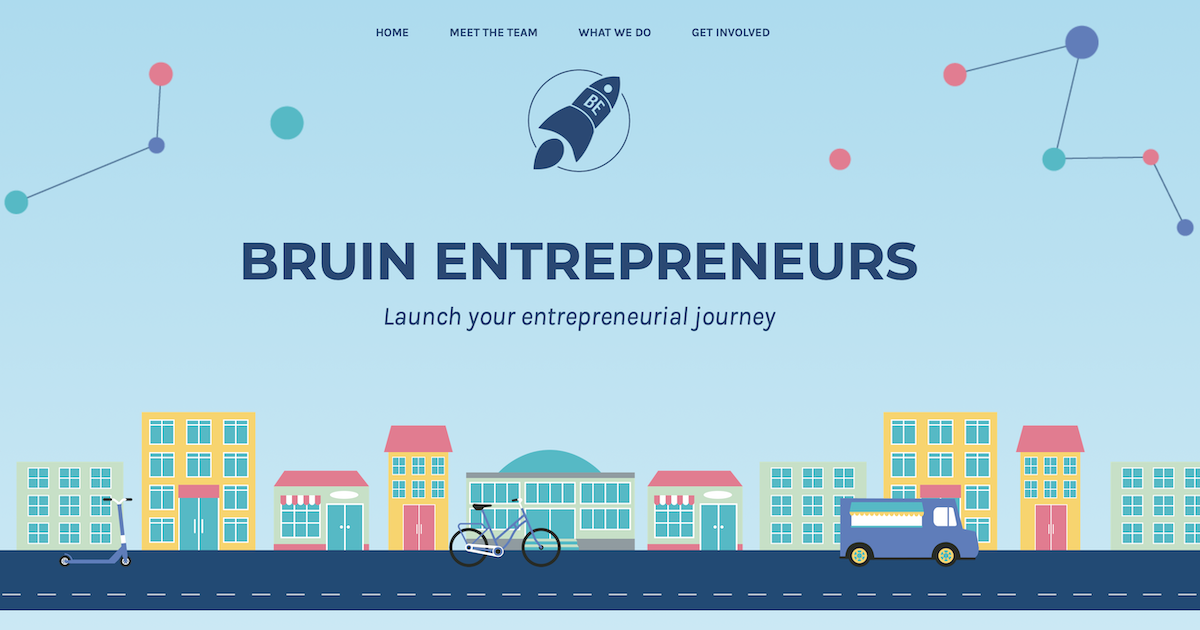 HOME MEET THE TEAM WHAT WE DO GET INVOLVED
BE
BRUIN ENTREPRENEURS
Launch your entrepreneurial journey